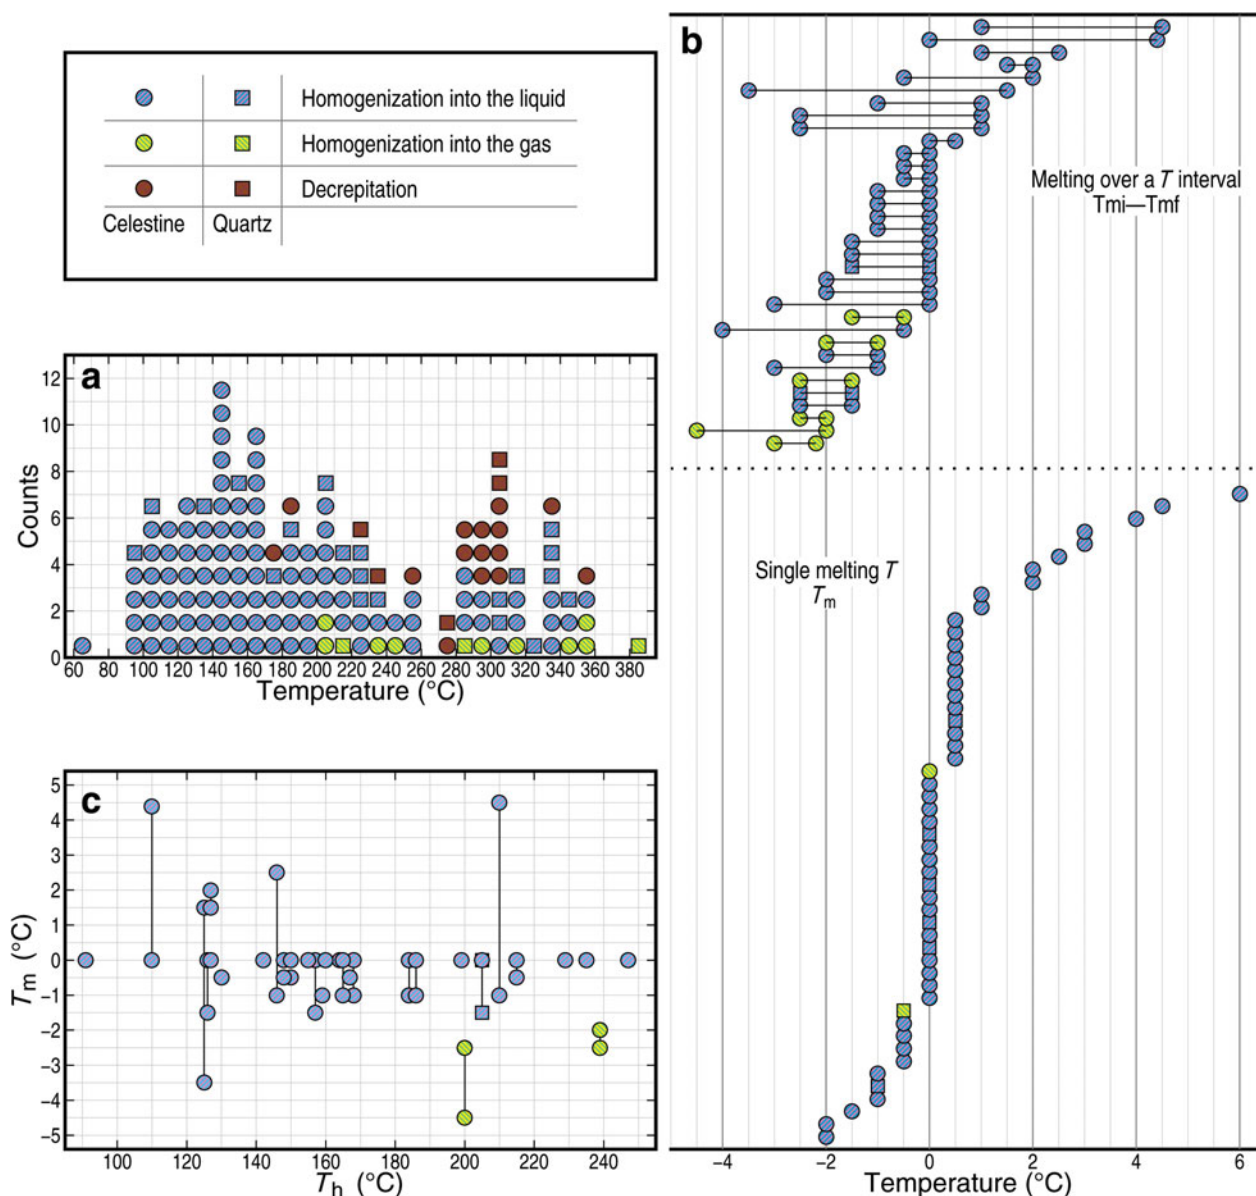 Homogenization into the liquid
Homogenization into the gas
Decrepitation
Celestine Quartz
a
12
10
8
6
4
2
0
Counts
60 80 100 120 140 160 180 200 220 240 260 280 300 320 340 360 380
Temperature (°C)
b
Melting over a T interval
Tmi—Tmf
Single melting T
Tm
−4 −2 0 2 4 6
Temperature (°C)
c
5
4
3
2
1
0
−1
−2
−3
−4
−5
Tm (°C)
100 120 140 160 180 200 220 240
Th (°C)